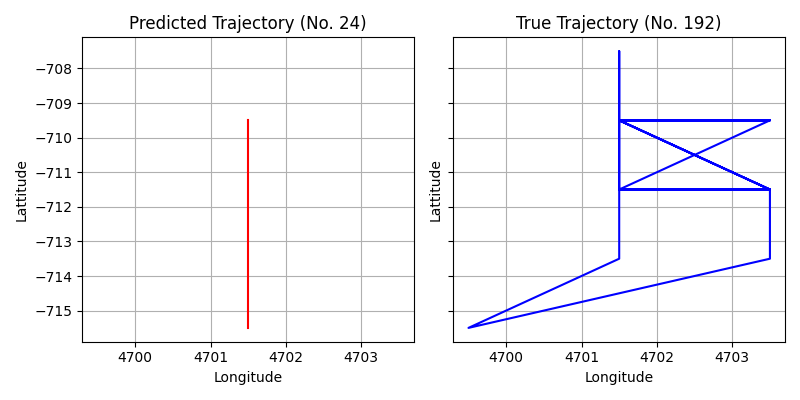 Predicted Trajectory (No. 24)
True Trajectory (No. 192)
Lattitude
−708
−709
−710
−711
−712
−713
−714
−715
4700
4701
4702
4703
Longitude
Lattitude
4700
4701
4702
4703
Longitude